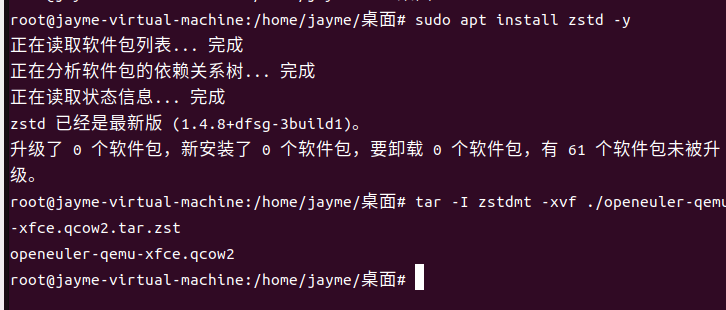 root@jayme-virtual-machine:/home/jayme/桌面# sudo apt install zstd -y
正在读取软件包列表... 完成
正在分析软件包的依赖关系树... 完成
正在读取状态信息... 完成
zstd 已经是最新版 (1.4.8+dfsg-3build1)。
升级了 0 个软件包，新安装了 0 个软件包，要卸载 0 个软件包，有 61 个软件包未被升
级。
root@jayme-virtual-machine:/home/jayme/桌面# tar -I zstdmt -xvf ./openeuler-qemu
-xfce.qcow2.tar.zst
openeuler-qemu-xfce.qcow2
root@jayme-virtual-machine:/home/jayme/桌面#